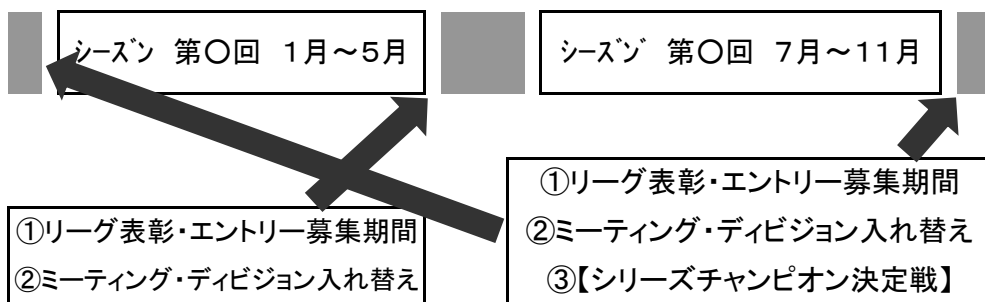 シーズン 第〇回 1月～5月
シーズン゛ 第〇回 7月～11月
①リーグ表彰・エントリー募集期間
②ミーティング・ディビジョン入れ替え
①リーグ表彰・エントリー募集期間
②ミーティング・ディビジョン入れ替え
③【シリーズチャンピオン決定戦】